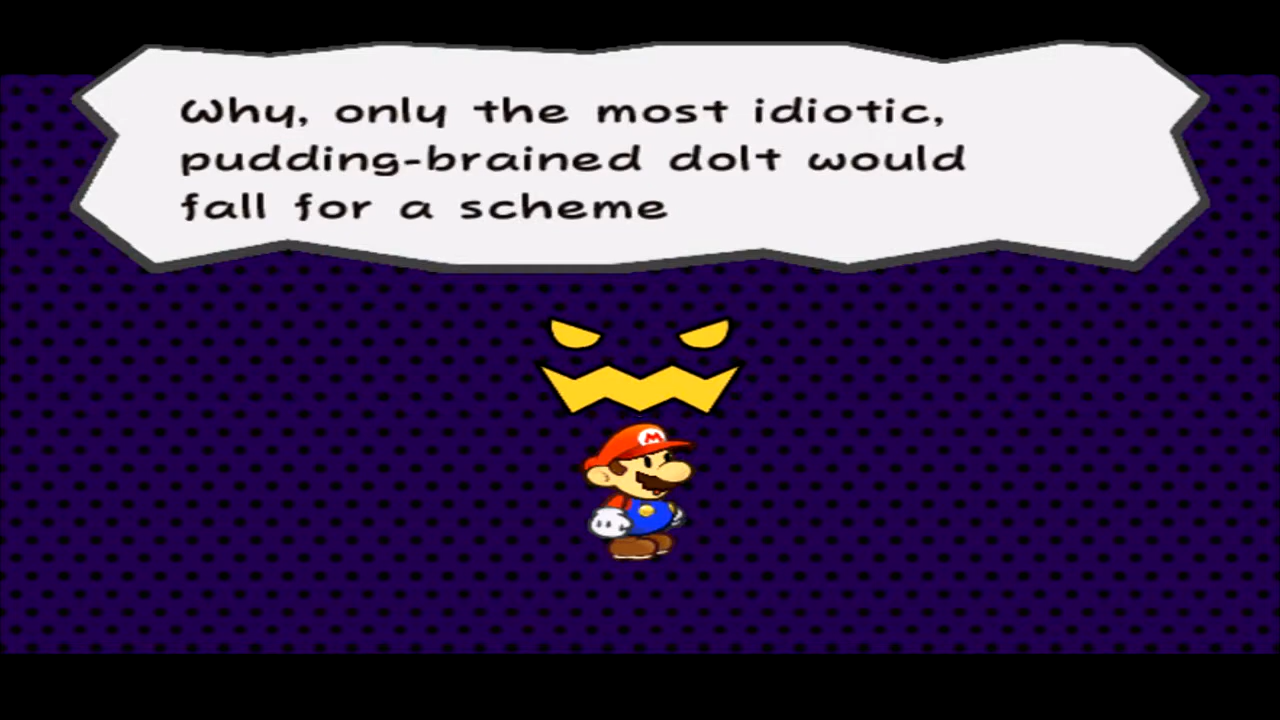 Why, only the most idiotic,
pudding-brained dolt would
fall for a scheme
M